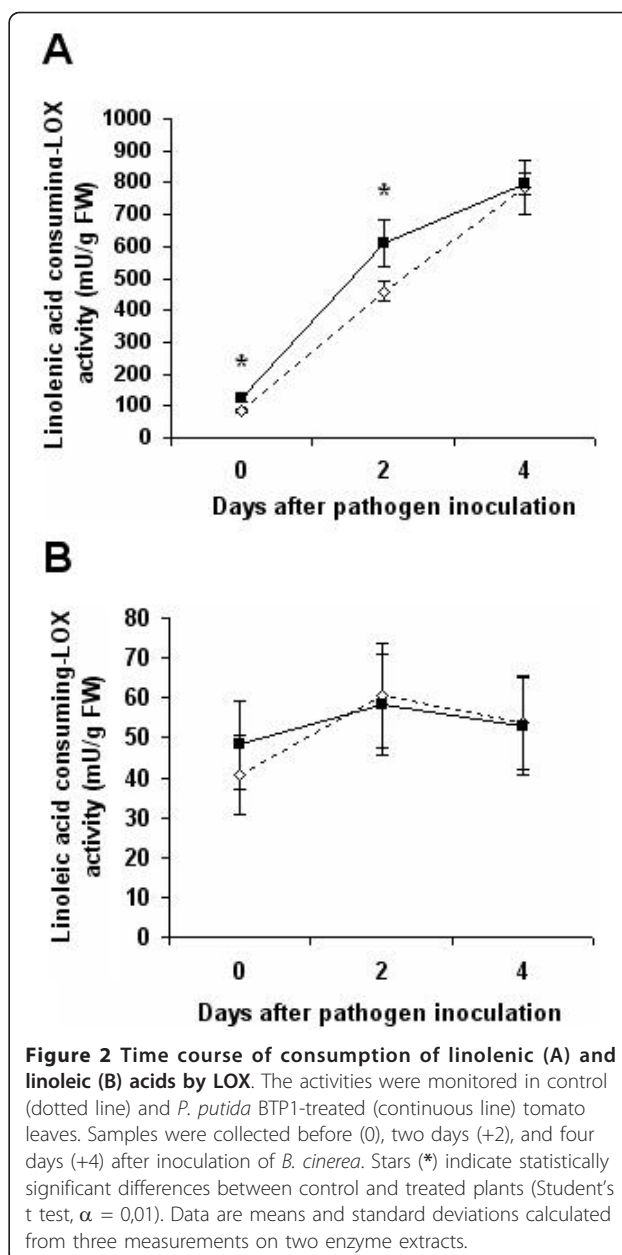 A
1000
900
800
700
600
500
400
300
200
100
0
Linolenic acid consuming-LOX
activity (mU/g FW)
*
*
0 2 4
Days after pathogen inoculation
B
80
70
60
50
40
30
20
10
0
Linoleic acid consuming-LOX
activity (mU/g FW)
0 2 4
Days after pathogen inoculation
Figure 2 Time course of consumption of linolenic (A) and
linoleic (B) acids by LOX. The activities were monitored in control
(dotted line) and P. putida BTP1-treated (continuous line) tomato
leaves. Samples were collected before (0), two days (+2), and four
days (+4) after inoculation of B. cinerea. Stars (*) indicate statistically
significant differences between control and treated plants (Student's
t test, α = 0,01). Data are means and standard deviations calculated
from three measurements on two enzyme extracts.